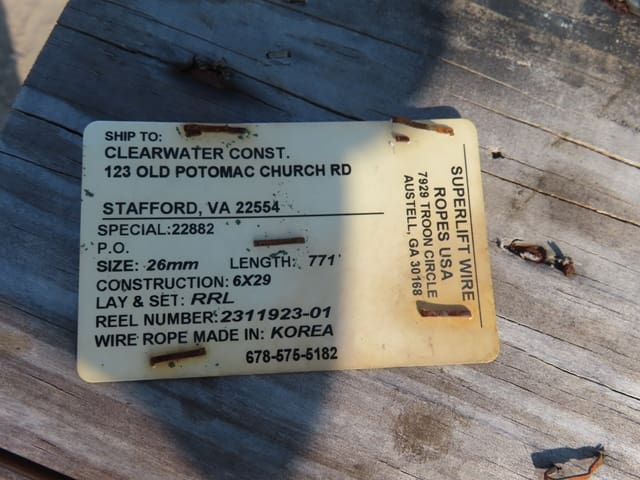 SHIP TO:
CLEARWATER CONST.
123 OLD POTOMAC CHURCH RD
STAFFORD, VA 22554
SPECIAL:22882
P.O.
SIZE: 26mm LENGTH: 771'
CONSTRUCTION: 6X29
LAY & SET: RRL
REEL NUMBER: 2311923-01
WIRE ROPE MADE IN: KOREA
678-575-5182
SUPERLIFT WIRE
ROPES USA
7929 TROON CIRCLE
AUSTELL, GA 30168